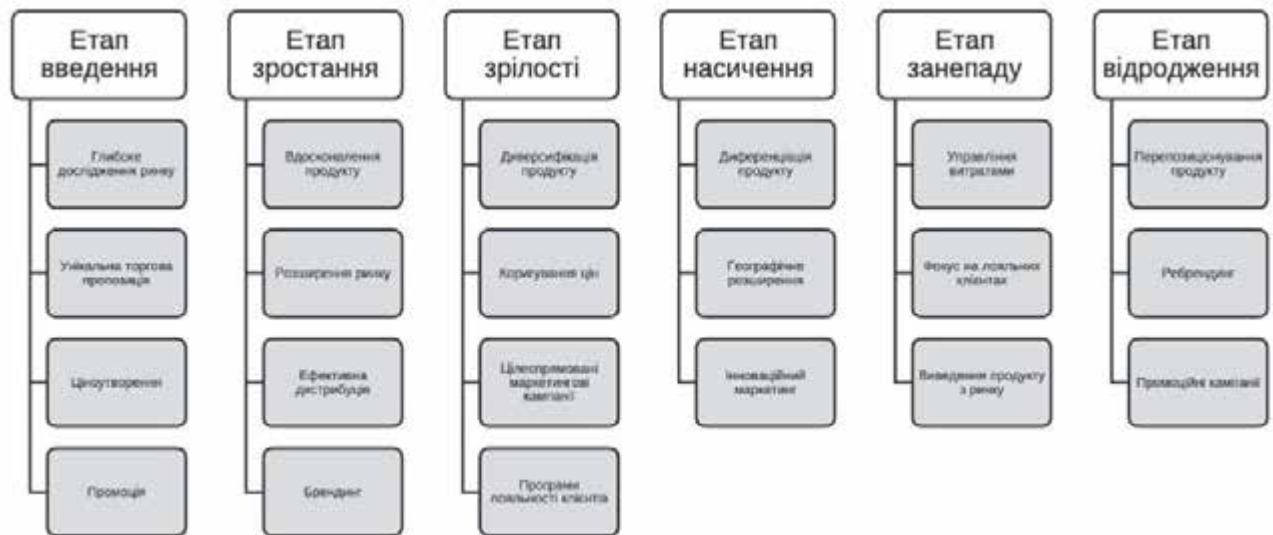 Етап
введення
Глибоке
дослідження ринку
Унікальна торгова
пропозиція
Ціноутворення
Промоція
Етап
зростання
Вдосконалення
продукту
Розширення ринку
Ефективна
дистрибуція
Брендинг
Етап
зрілості
Диверсифікація
продукту
Коригування цін
Цілеспрямовані
маркетингові
кампанії
Програми
лояльності клієнтів
Етап
насичення
Диференціація
продукту
Географічне
розширення
Інноваційний
маркетинг
Етап
занепаду
Управління
витратами
Фокус на лояльних
клієнтах
Виведення продукту
з ринку
Етап
відродження
Перепозиціонування
продукту
Ребрендинг
Промоційні кампанії